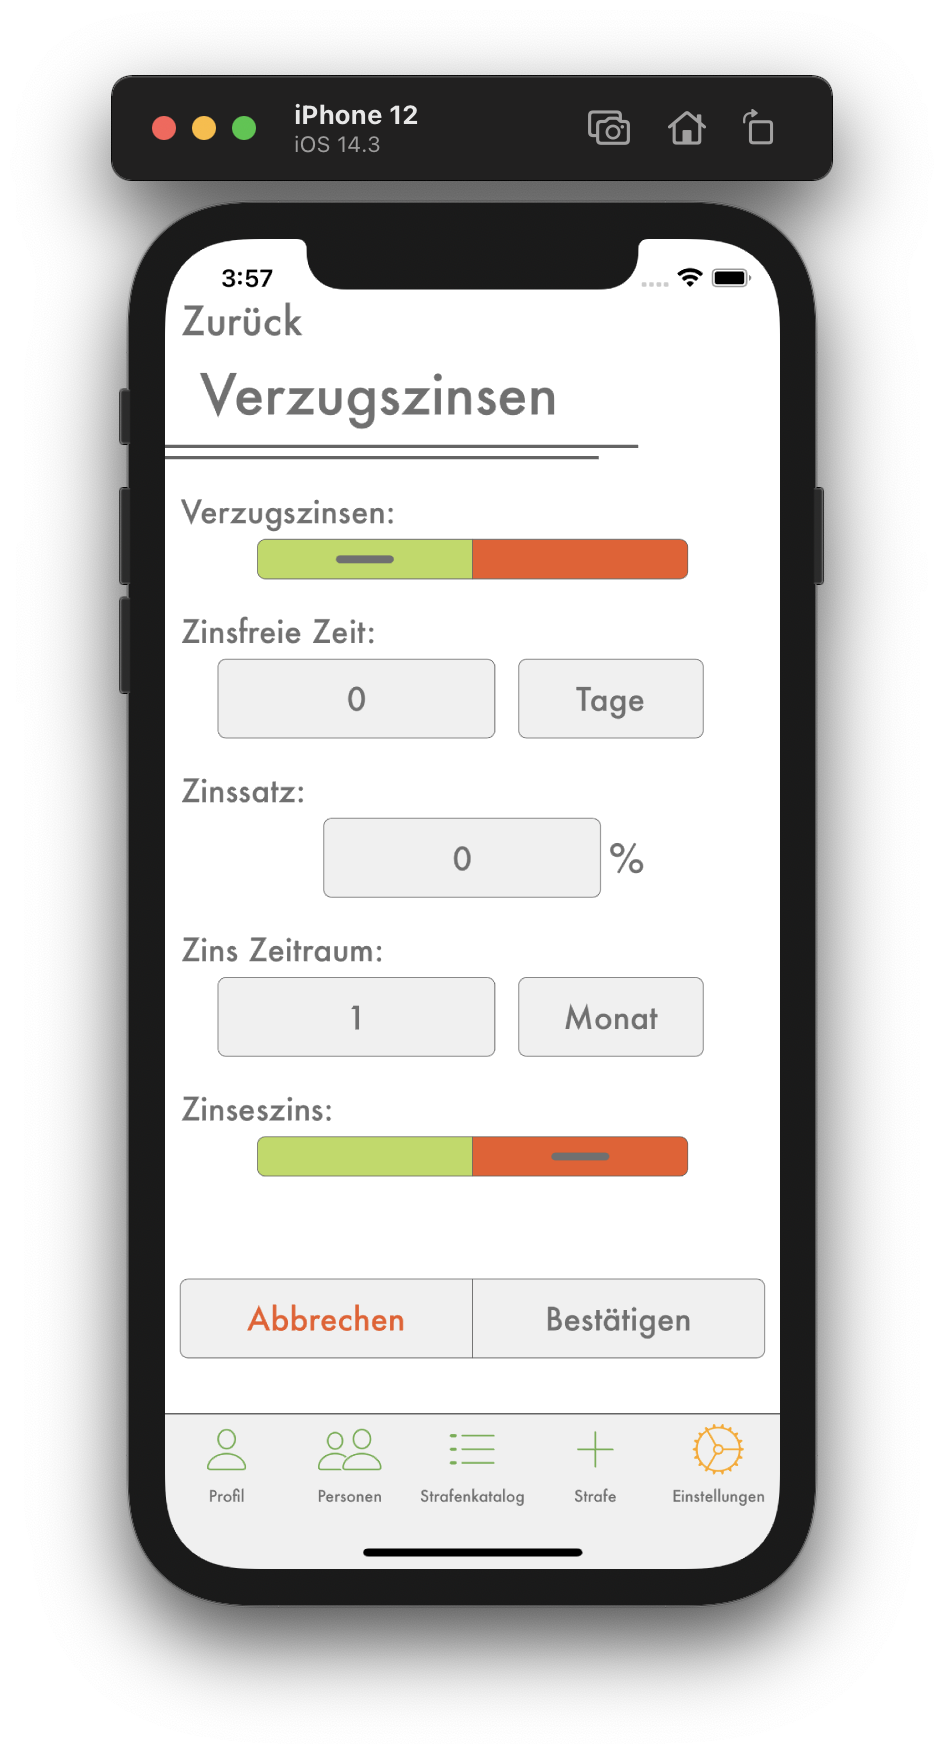 iPhone 12
iOS 14.3
3:57
Zurück
Verzugszinsen
Verzugszinsen:
Zinsfreie Zeit:
0 Tage
Zinssatz:
0 %
Zins Zeitraum:
1 Monat
Zinseszins:
Abbrechen Bestätigen
Profil Personen Strafenkatalog Strafe Einstellungen